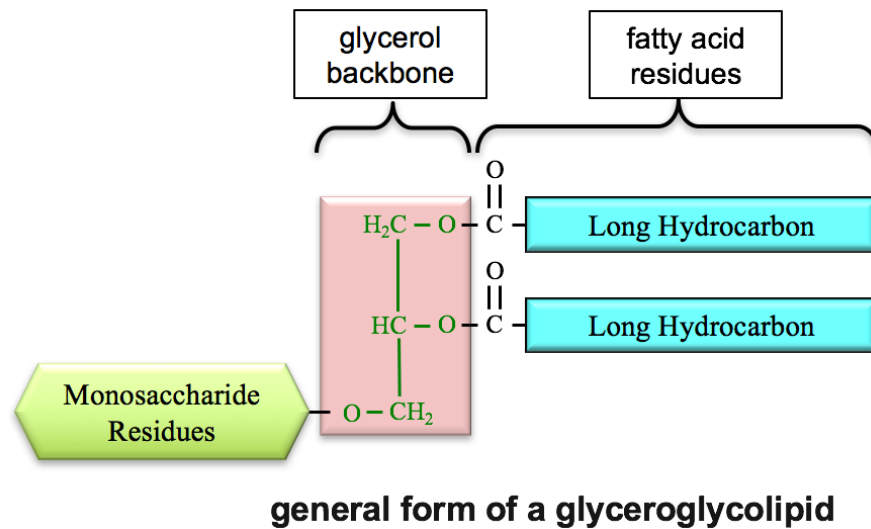 glycerol
backbone
fatty acid
residues
O
H₂C – O – C
Long Hydrocarbon
O
HC – O – C
Long Hydrocarbon
Monosaccharide
Residues
O – CH₂
general form of a glyceroglycolipid